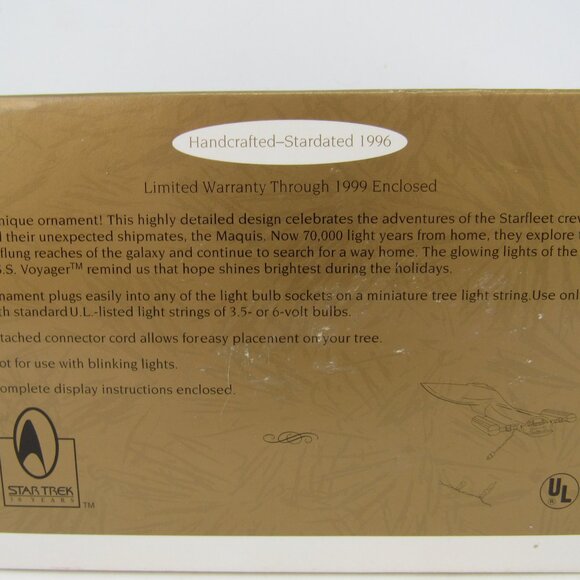 Handcrafted–Stardated 1996
Limited Warranty Through 1999 Enclosed
nique ornament! This highly detailed design celebrates the adventures of the Starfleet crew
d their unexpected shipmates, the Maquis. Now 70,000 light years from home, they explore t
flung reaches of the galaxy and continue to search for a way home. The glowing lights of the
.S. Voyager™ remind us that hope shines brightest during the holidays.
nament plugs easily into any of the light bulb sockets on a miniature tree light string. Use onl
th standard U.L.-listed light strings of 3.5- or 6-volt bulbs.
tached connector cord allows for easy placement on your tree.
ot for use with blinking lights.
omplete display instructions enclosed.
STAR TREK
30 YEARS
™
UL
®